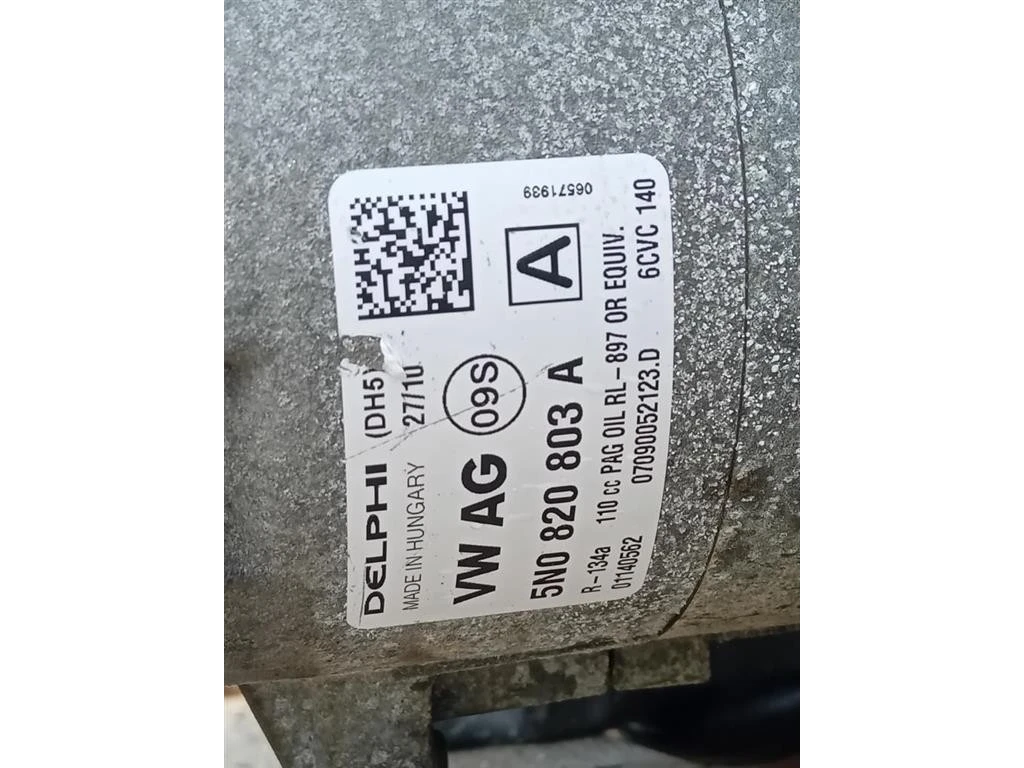 DELPHI (DH5)
MADE IN HUNGARY 27/10
VW AG 09S
A
06571939
5N0 820 803 A
R-134a 110 cc PAG OIL RL-897 OR EQUIV.
01140562 07090052123.D 6CVC 140